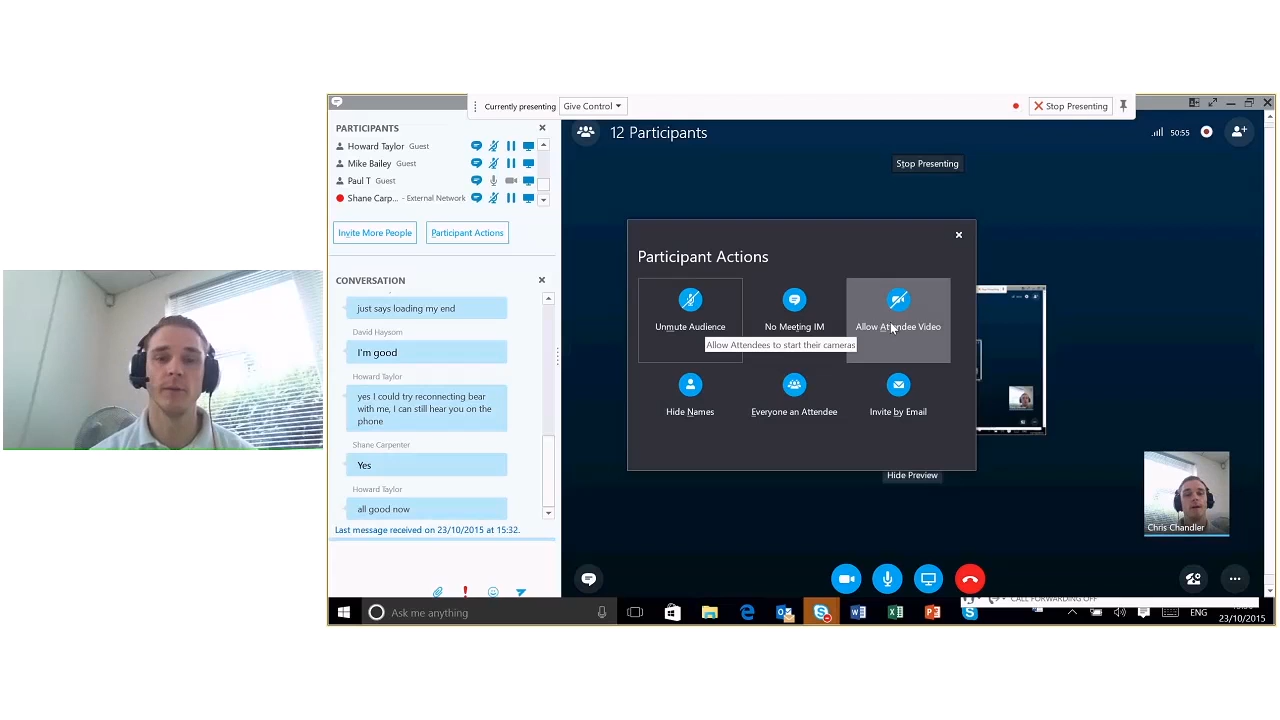 Currently presenting
Give Control
Stop Presenting
PARTICIPANTS
Howard Taylor Guest
Mike Bailey Guest
Paul T Guest
Shane Carp... - External Network
Invite More People
Participant Actions
CONVERSATION
just says loading my end
David Haysom
I'm good
Howard Taylor
yes I could try reconnecting bear
with me, I can still hear you on the
phone
Shane Carpenter
Yes
Howard Taylor
all good now
Last message received on 23/10/2015 at 15:32.
12 Participants
50:55
Stop Presenting
Participant Actions
Unmute Audience
No Meeting IM
Allow Attendee Video
Allow Attendees to start their cameras
Hide Names
Everyone an Attendee
Invite by Email
Hide Preview
Chris Chandler
CALL FORWARDING OFF
Ask me anything
ENG
23/10/2015